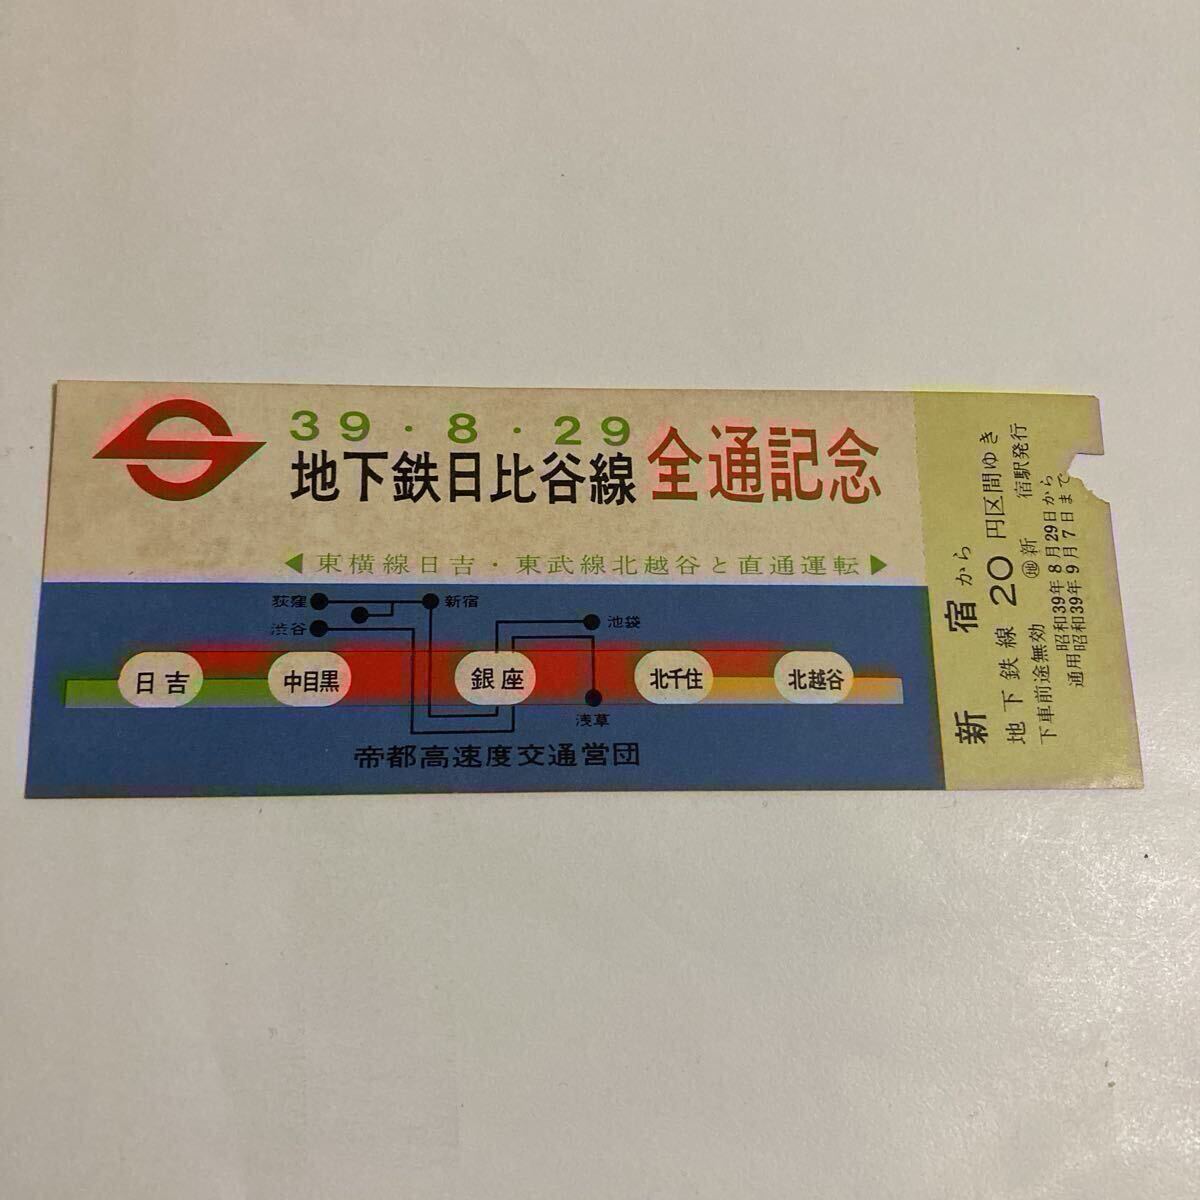 39・8・29
地下鉄日比谷線 全通記念
◀東横線日吉・東武線北越谷と直通運転▶
荻窪 新宿
渋谷 池袋
日吉 中目黒 銀座 北千住 北越谷
浅草
帝都高速度交通営団
新宿から
地下鉄線20円区間ゆき
下車前途無効 ㊞新宿駅発行
通用 昭和39年8月29日から
昭和39年9月7日まで